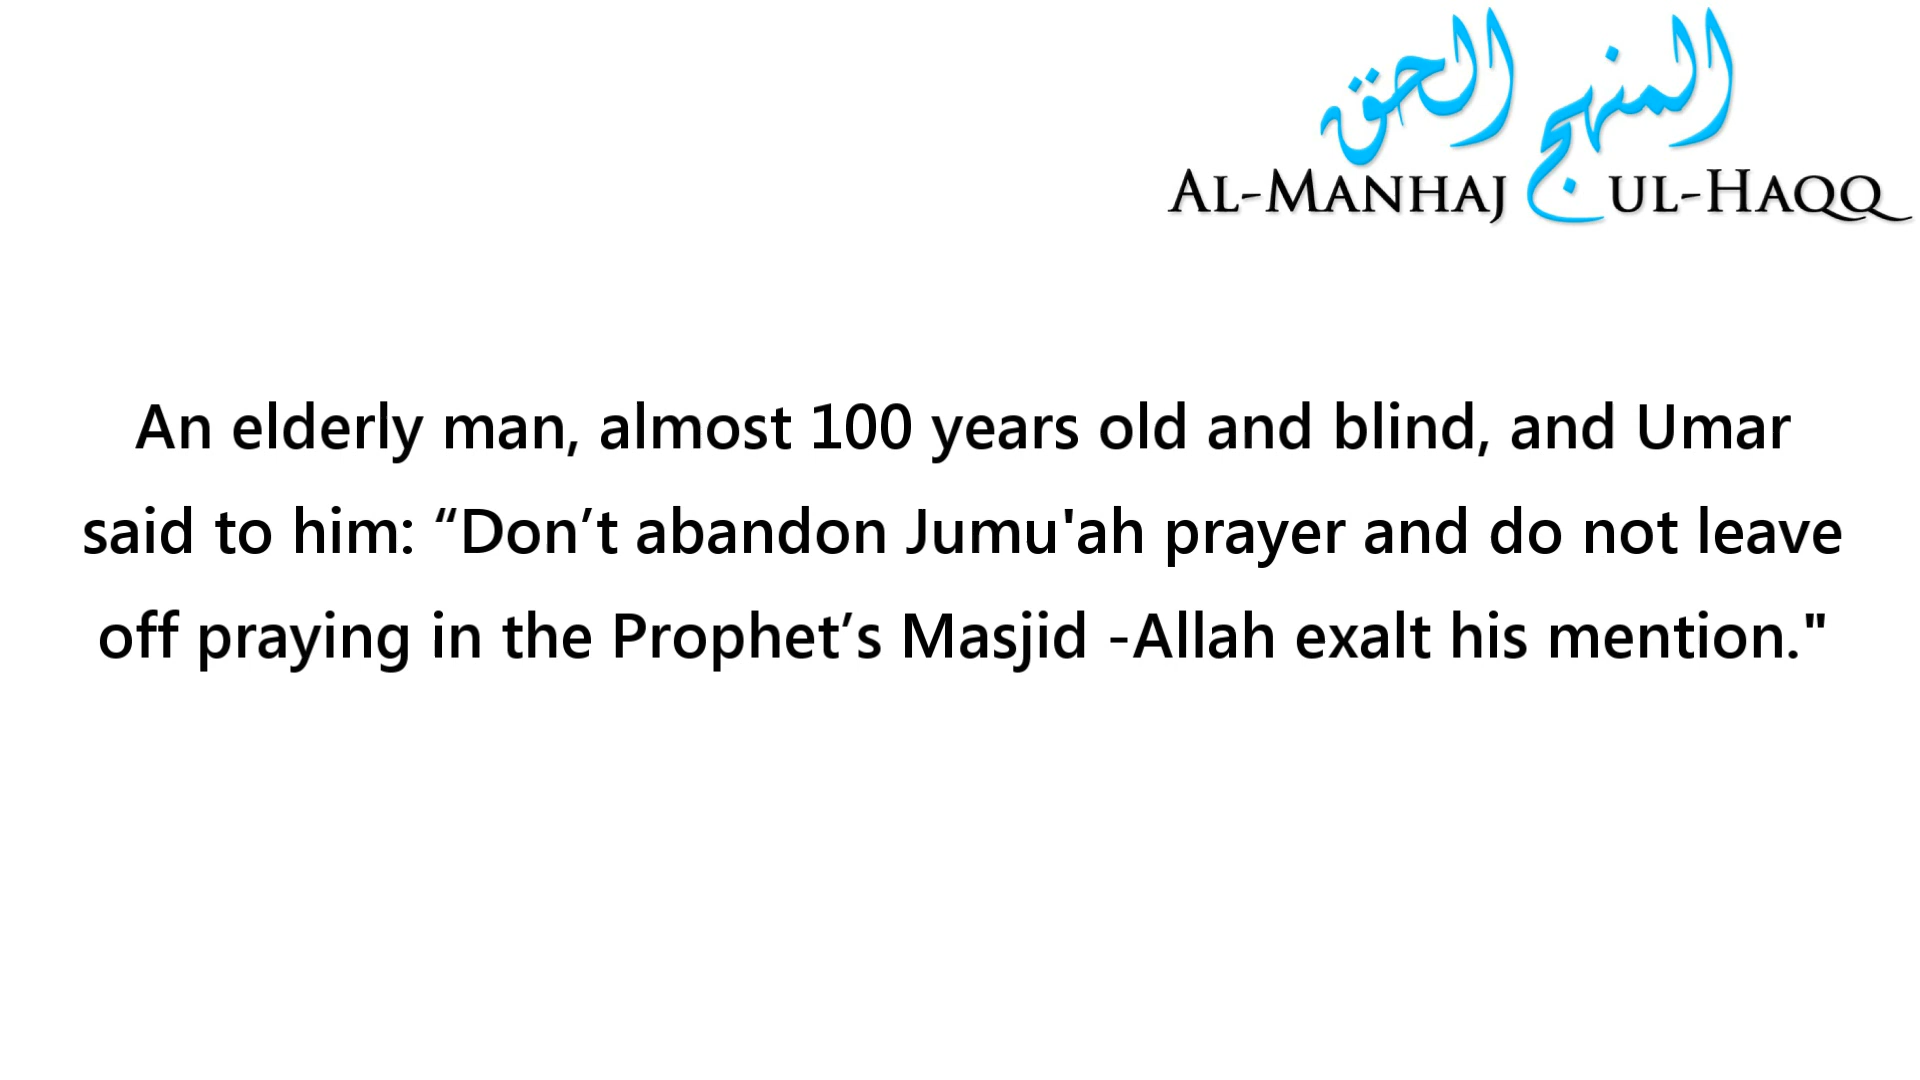 المنهج الحق
AL-MANHAJ UL-HAQQ
An elderly man, almost 100 years old and blind, and Umar
said to him: “Don’t abandon Jumu'ah prayer and do not leave
off praying in the Prophet’s Masjid -Allah exalt his mention."